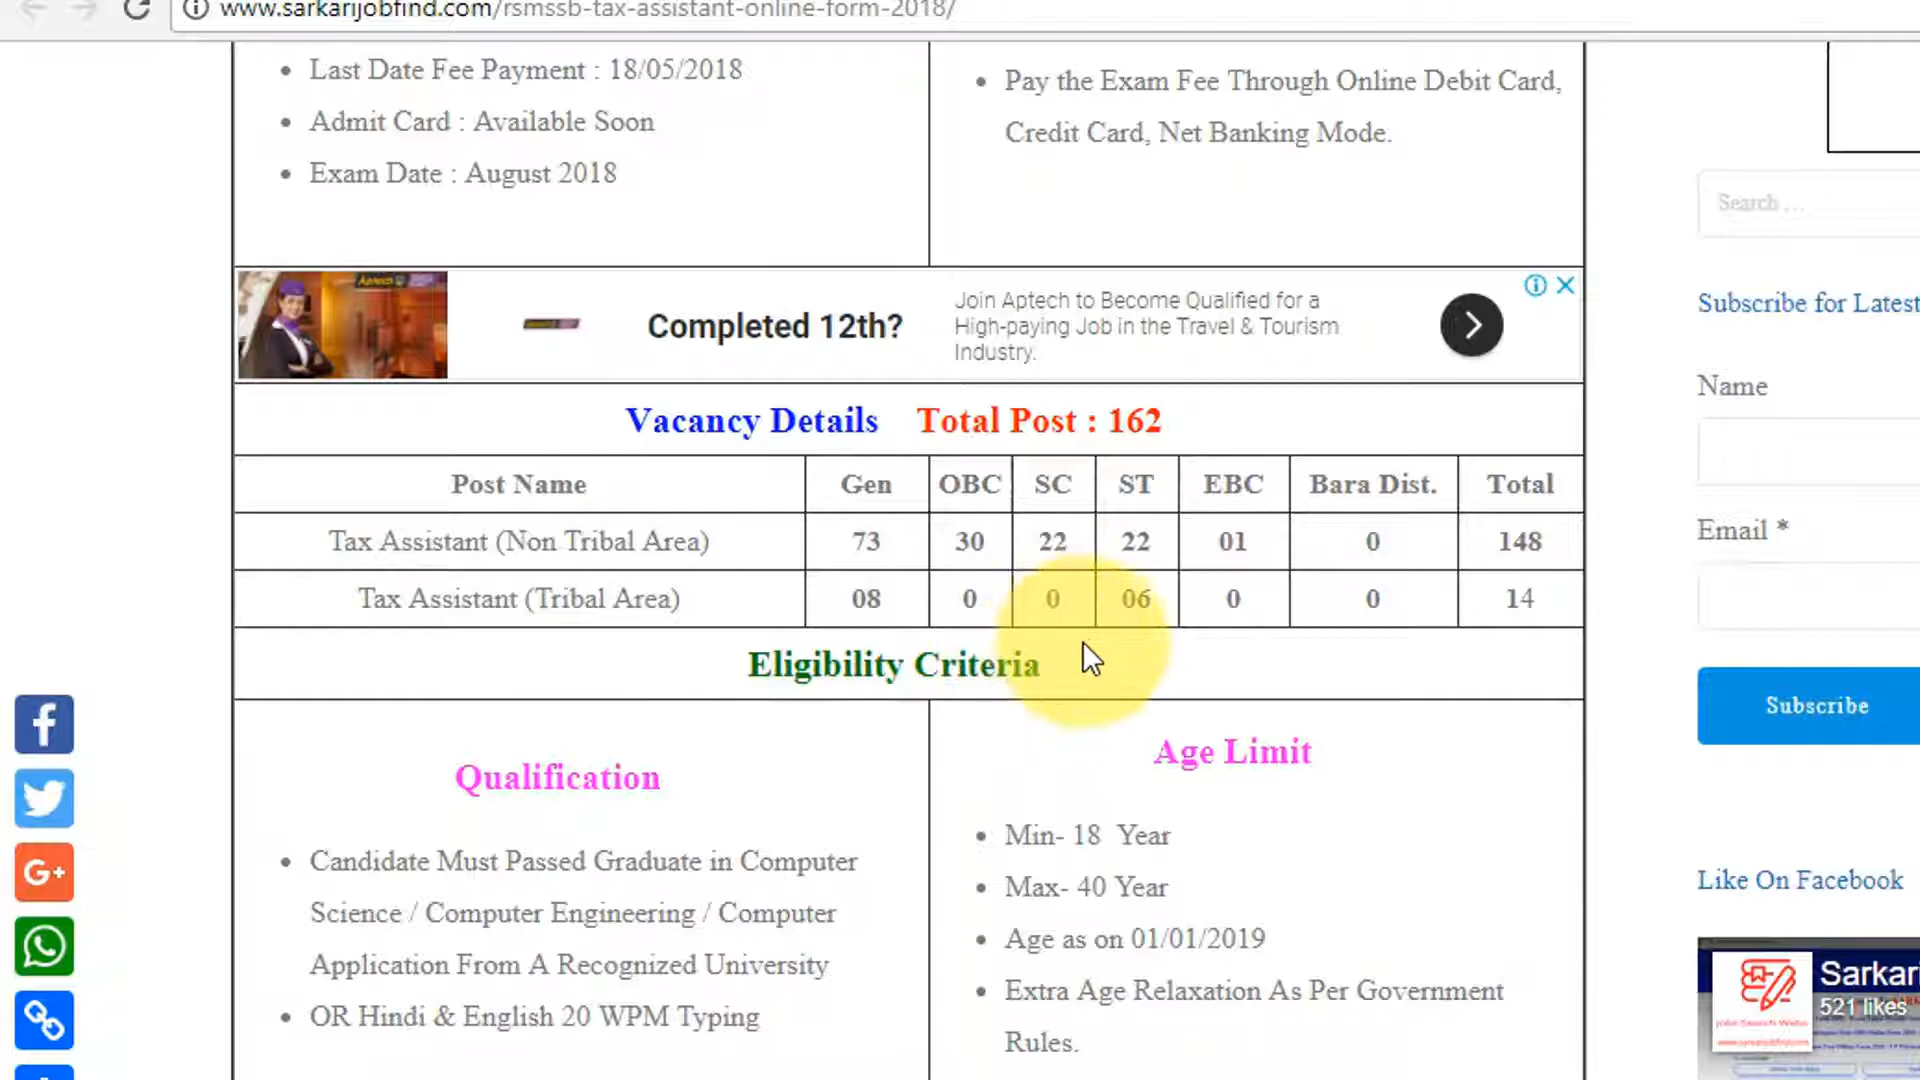 www.sarkarijobfind.com/rsmssb-tax-assistant-online-form-2018/
Last Date Fee Payment : 18/05/2018
Admit Card : Available Soon
Exam Date : August 2018
Pay the Exam Fee Through Online Debit Card,
Credit Card, Net Banking Mode.
Completed 12th?
Join Aptech to Become Qualified for a
High-paying Job in the Travel & Tourism
Industry.
Vacancy Details Total Post : 162
Post Name Gen OBC SC ST EBC Bara Dist. Total
Tax Assistant (Non Tribal Area) 73 30 22 22 01 0 148
Tax Assistant (Tribal Area) 08 0 0 06 0 0 14
Eligibility Criteria
Qualification
Candidate Must Passed Graduate in Computer
Science / Computer Engineering / Computer
Application From A Recognized University
OR Hindi & English 20 WPM Typing
Age Limit
Min- 18 Year
Max- 40 Year
Age as on 01/01/2019
Extra Age Relaxation As Per Government
Rules.
Search ...
Subscribe for Latest
Name
Email *
Subscribe
Like On Facebook
Sarkari
521 likes
G+